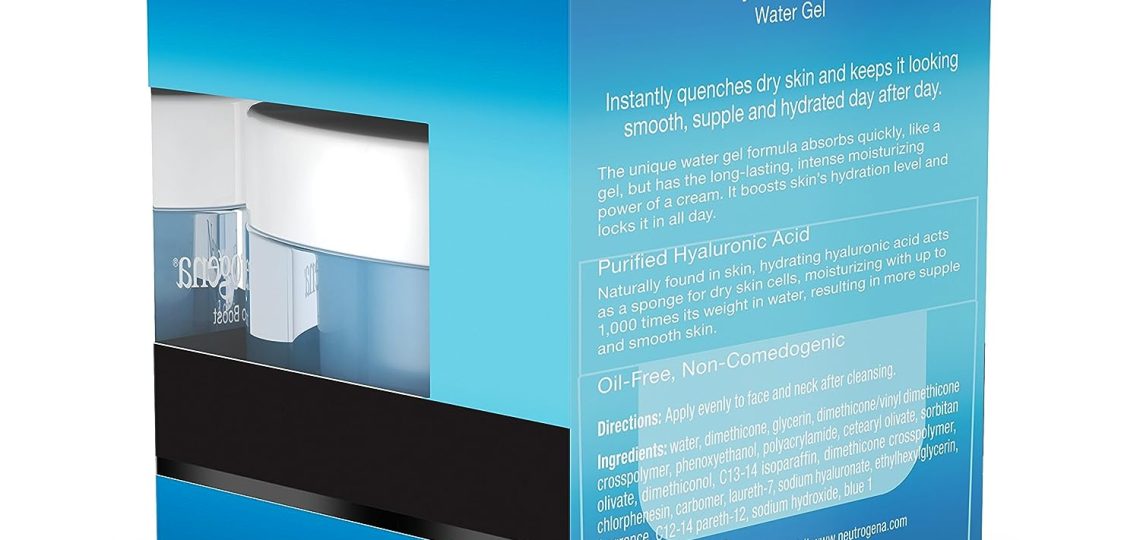 Water Gel
Instantly quenches dry skin and keeps it looking
smooth, supple and hydrated day after day.
The unique water gel formula absorbs quickly, like a
gel, but has the long-lasting, intense moisturizing
power of a cream. It boosts skin's hydration level and
locks it in all day.
Purified Hyaluronic Acid
Naturally found in skin, hydrating hyaluronic acid acts
as a sponge for dry skin cells, moisturizing with up to
1,000 times its weight in water, resulting in more supple
and smooth skin.
Oil-Free, Non-Comedogenic
Directions: Apply evenly to face and neck after cleansing.
Ingredients: water, dimethicone, glycerin, dimethicone/vinyl dimethicone
crosspolymer, phenoxyethanol, polyacrylamide, cetearyl olivate, sorbitan
olivate, dimethiconol, C13-14 isoparaffin, dimethicone crosspolymer,
chlorphenesin, carbomer, laureth-7, sodium hyaluronate, ethylhexylglycerin,
C12-14 pareth-12, sodium hydroxide, blue 1
www.neutrogena.com